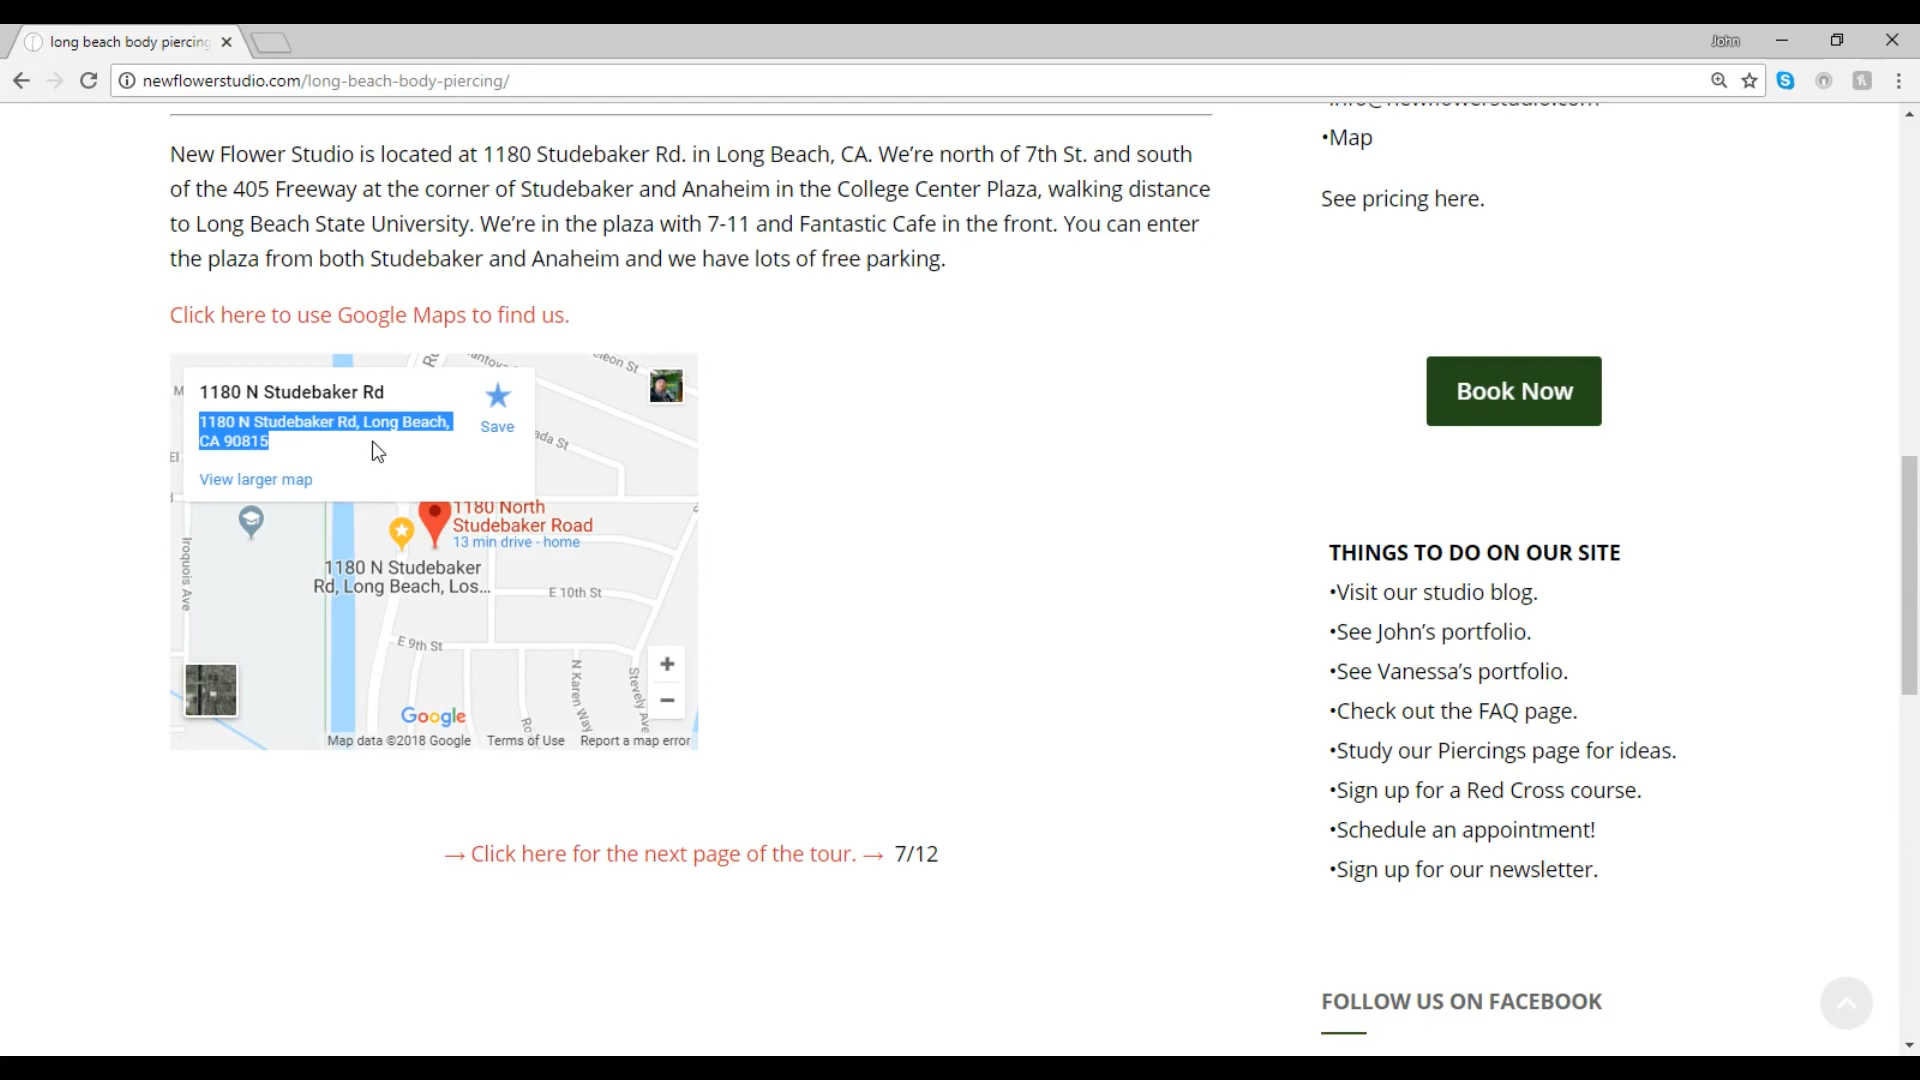 long beach body piercing
John
newflowerstudio.com/long-beach-body-piercing/
•Map
See pricing here.
New Flower Studio is located at 1180 Studebaker Rd. in Long Beach, CA. We’re north of 7th St. and south
of the 405 Freeway at the corner of Studebaker and Anaheim in the College Center Plaza, walking distance
to Long Beach State University. We’re in the plaza with 7-11 and Fantastic Cafe in the front. You can enter
the plaza from both Studebaker and Anaheim and we have lots of free parking.
Click here to use Google Maps to find us.
1180 N Studebaker Rd
1180 N Studebaker Rd, Long Beach,
CA 90815
Save
View larger map
1180 North
Studebaker Road
13 min drive - home
1180 N Studebaker
Rd, Long Beach, Los...
E 10th St
E 9th St
Iroquois Ave
N Karen Way
Stevely Ave
Google
Map data ©2018 Google
Terms of Use
Report a map error
→ Click here for the next page of the tour. → 7/12
Book Now
THINGS TO DO ON OUR SITE
•Visit our studio blog.
•See John’s portfolio.
•See Vanessa’s portfolio.
•Check out the FAQ page.
•Study our Piercings page for ideas.
•Sign up for a Red Cross course.
•Schedule an appointment!
•Sign up for our newsletter.
FOLLOW US ON FACEBOOK